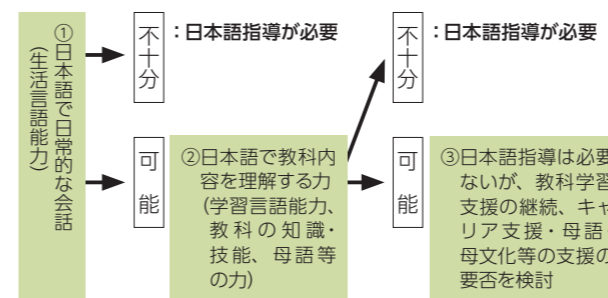 ①日本語で日常的な会話
(生活言語能力)
不十分
：日本語指導が必要
可能
②日本語で教科内
容を理解する力
(学習言語能力、
教科の知識・
技能、母語等
の力)
不十分
：日本語指導が必要
可能
③日本語指導は必要
ないが、教科学習
支援の継続、キャ
リア支援・母語・
母文化等の支援の
要否を検討